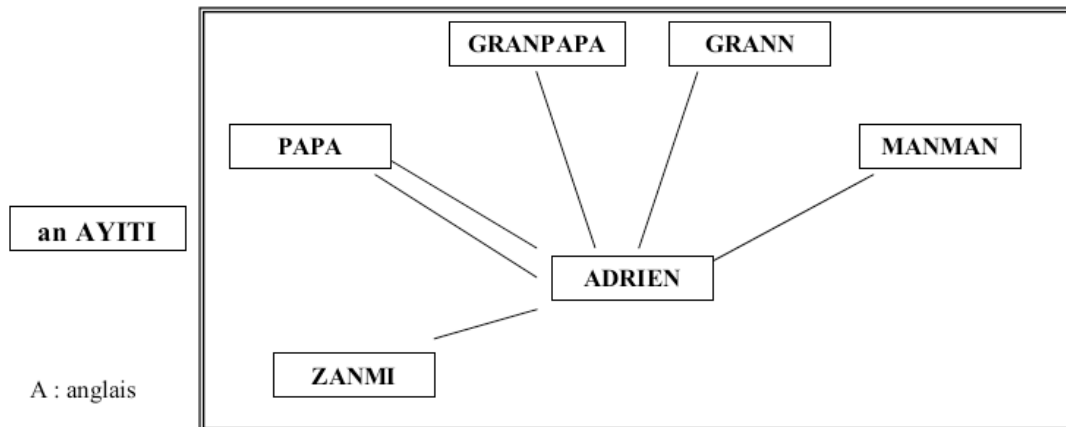 GRANPAPA GRANN
PAPA MANMAN
an AYITI
ADRIEN
ZANMI
A : anglais